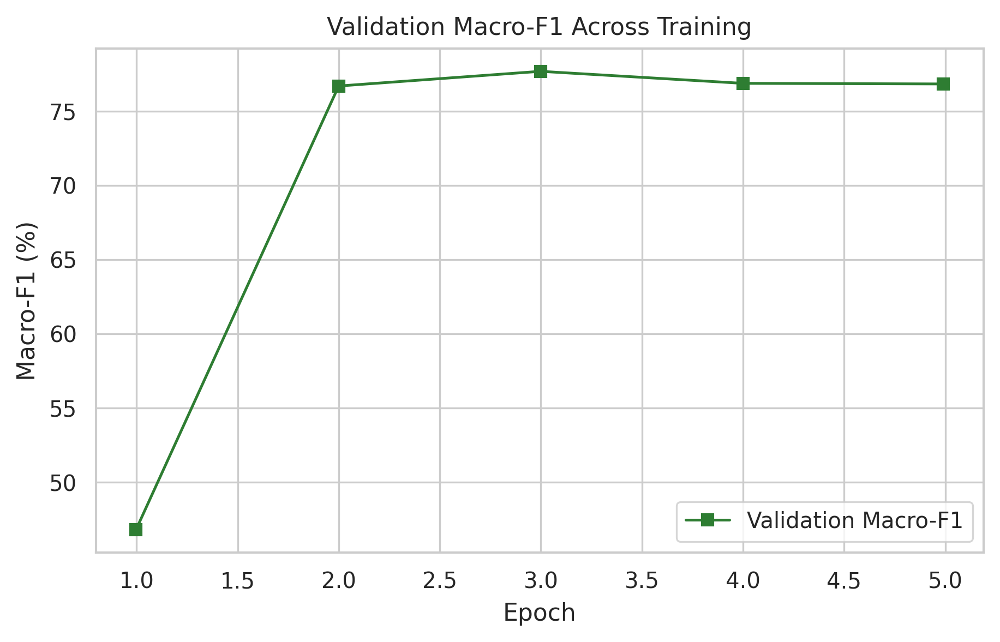 Validation Macro-F1 Across Training
Macro-F1 (%)
75
70
65
60
55
50
Validation Macro-F1
1.0 1.5 2.0 2.5 3.0 3.5 4.0 4.5 5.0
Epoch